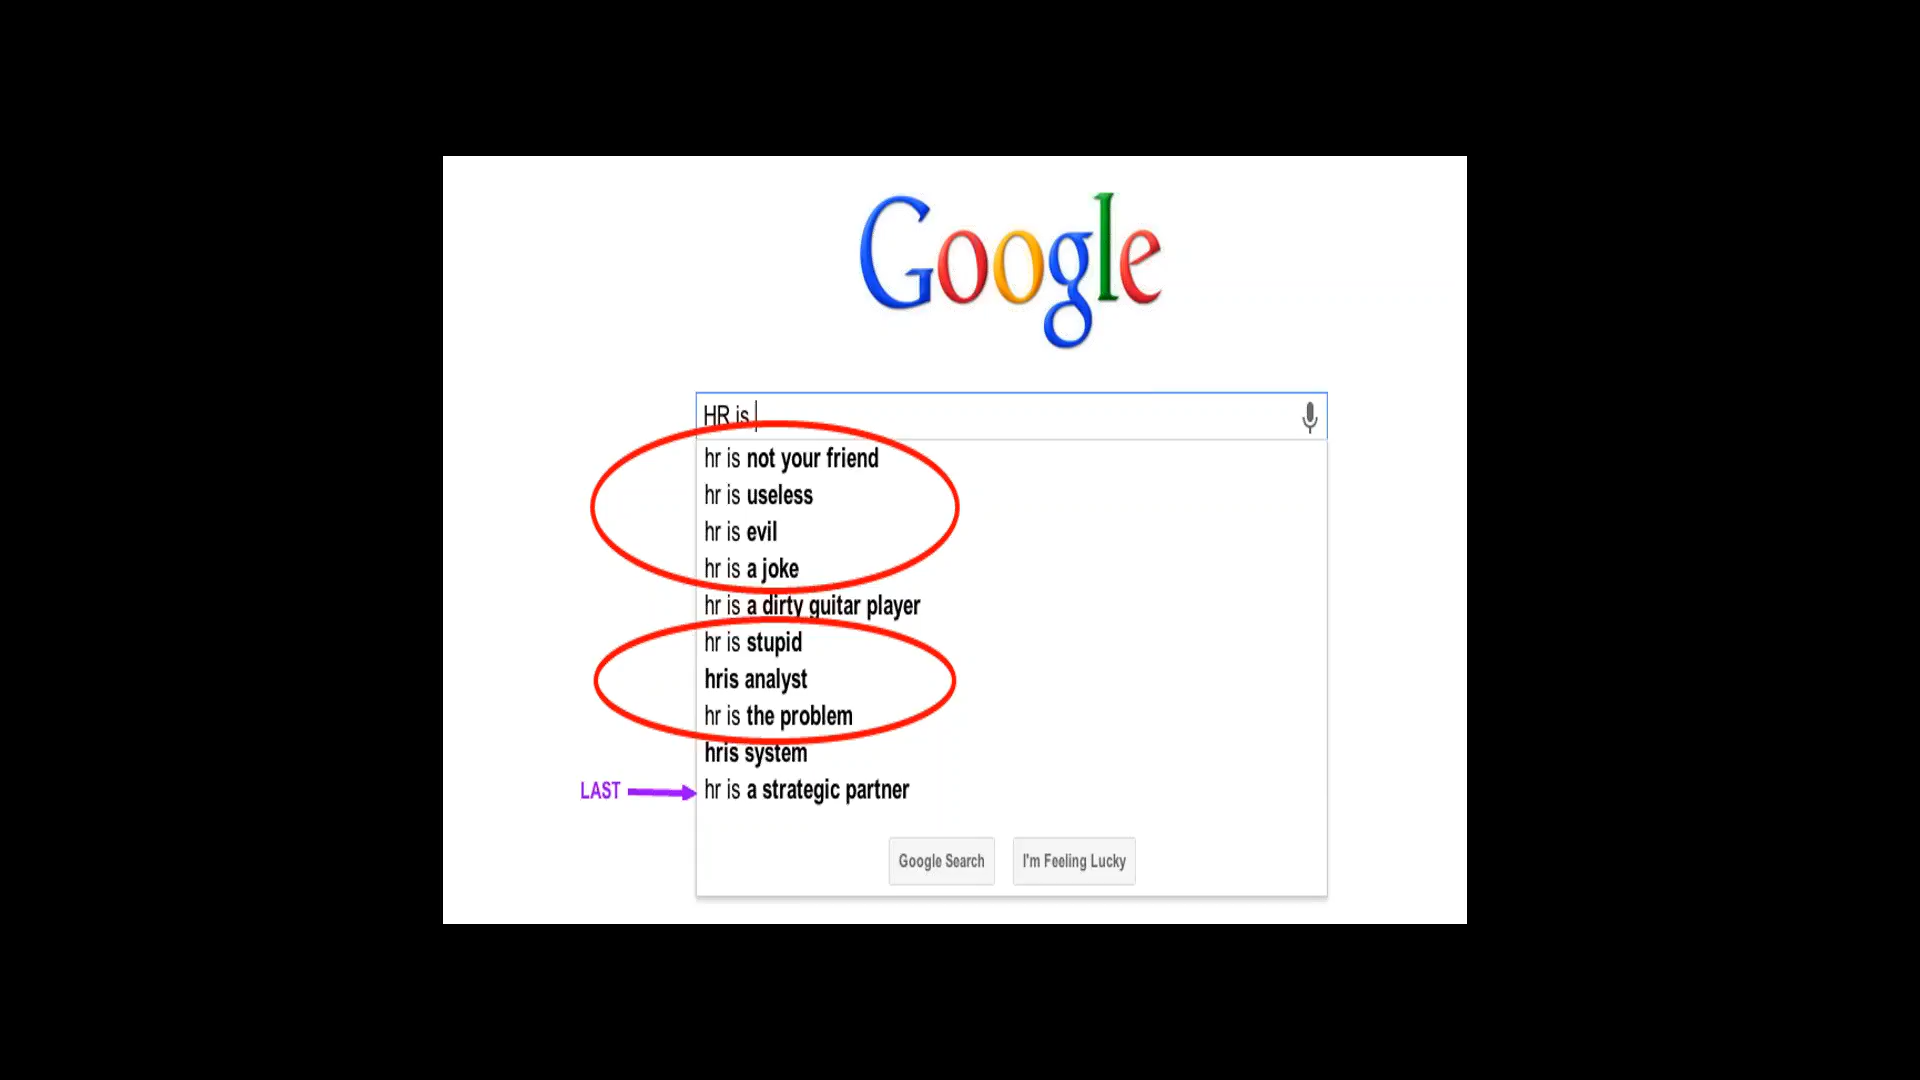 Google
HR is
hr is not your friend
hr is useless
hr is evil
hr is a joke
hr is a dirty guitar player
hr is stupid
hris analyst
hr is the problem
hris system
LAST hr is a strategic partner
Google Search I'm Feeling Lucky